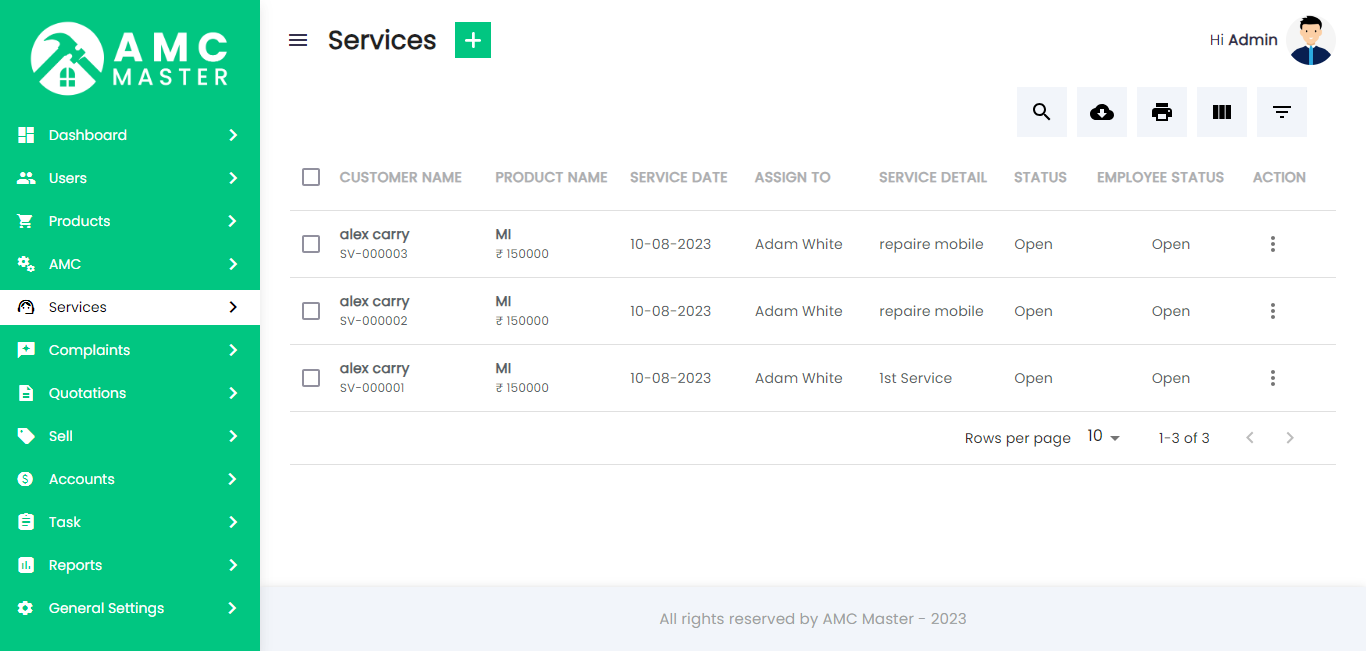 AMC
MASTER
Dashboard
Users
Products
AMC
Services
Complaints
Quotations
Sell
Accounts
Task
Reports
General Settings
Services
Hi Admin
CUSTOMER NAME PRODUCT NAME SERVICE DATE ASSIGN TO SERVICE DETAIL STATUS EMPLOYEE STATUS ACTION
alex carry MI
SV-000003 ₹ 150000 10-08-2023 Adam White repaire mobile Open Open
alex carry MI
SV-000002 ₹ 150000 10-08-2023 Adam White repaire mobile Open Open
alex carry MI
SV-000001 ₹ 150000 10-08-2023 Adam White 1st Service Open Open
Rows per page 10 1-3 of 3
All rights reserved by AMC Master - 2023